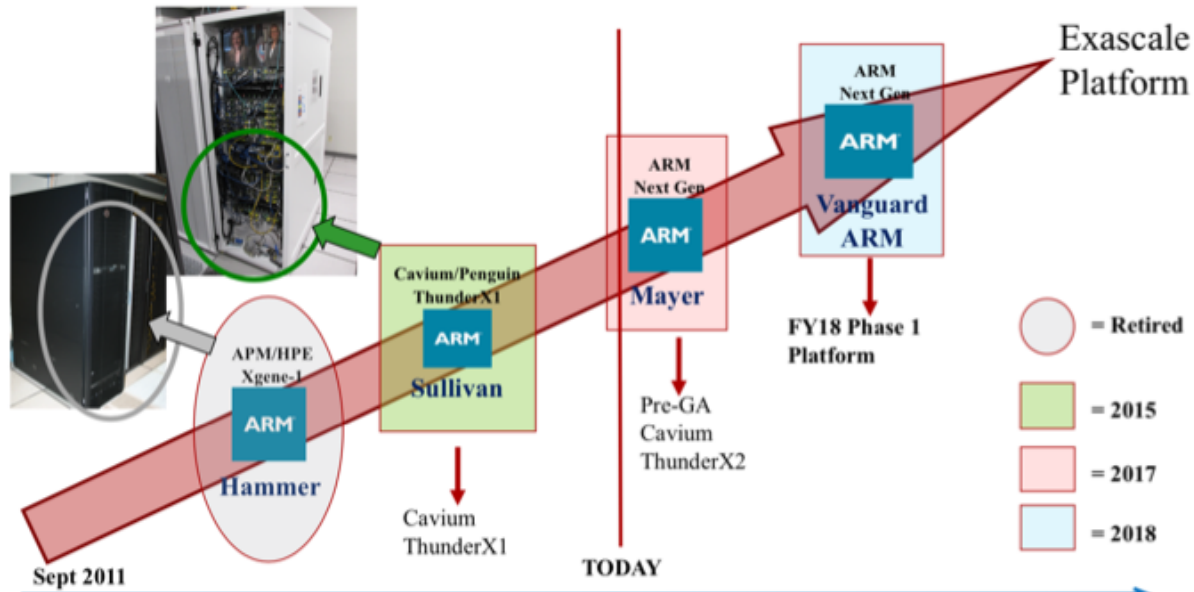 Exascale
Platform
ARM
Next Gen
ARM
Vanguard
ARM
FY18 Phase 1
Platform
ARM
Next Gen
ARM
Mayer
Pre-GA
Cavium
ThunderX2
Cavium/Penguin
ThunderX1
ARM
Sullivan
Cavium
ThunderX1
APM/HPE
Xgene-1
ARM
Hammer
Sept 2011
TODAY
= Retired
= 2015
= 2017
= 2018